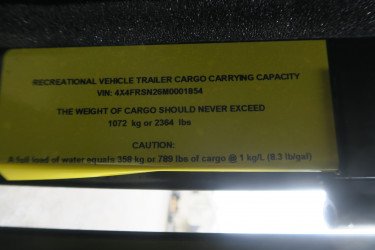 RECREATIONAL VEHICLE TRAILER CARGO CARRYING CAPACITY
VIN: 4X4FRSN26M0001854
THE WEIGHT OF CARGO SHOULD NEVER EXCEED
1072 kg or 2364 lbs
CAUTION:
A full load of water equals 358 kg or 789 lbs of cargo @ 1 kg/L (8.3 lb/gal)